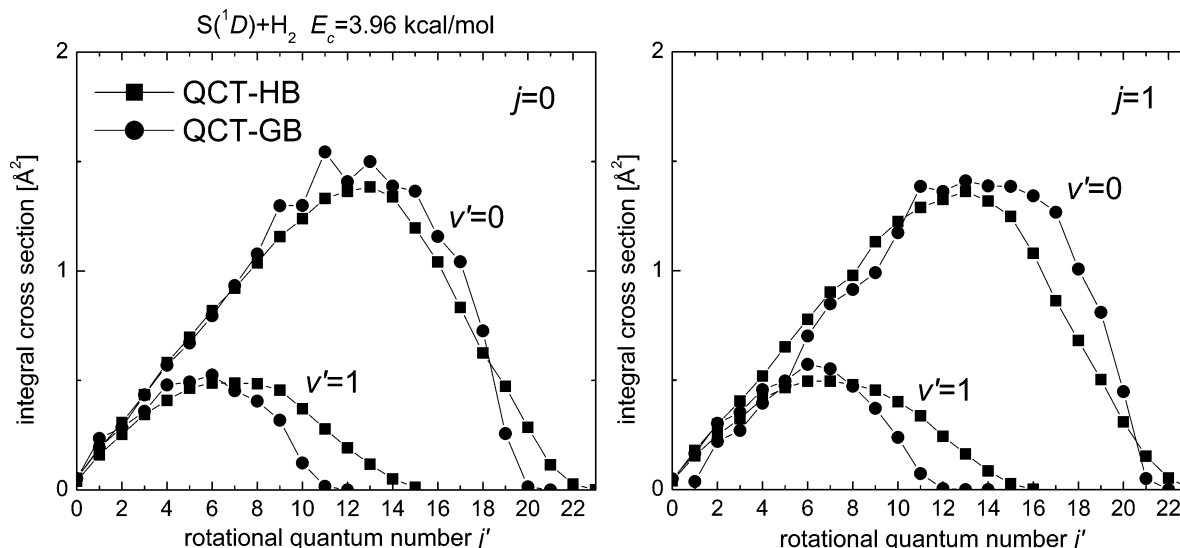 S(¹D)+H₂ E_c=3.96 kcal/mol
2
1
0
integral cross section [Å²]
QCT-HB
QCT-GB
j=0
v'=0
v'=1
0 2 4 6 8 10 12 14 16 18 20 22
rotational quantum number j'
2
1
0
integral cross section [Å²]
j=1
v'=0
v'=1
0 2 4 6 8 10 12 14 16 18 20 22
rotational quantum number j'